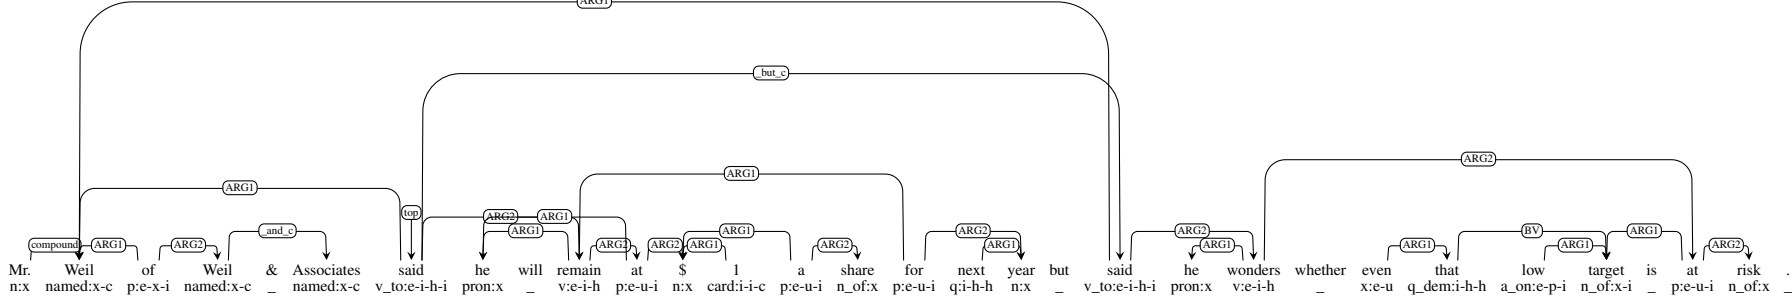 ARG1
_but_c
ARG2
ARG1
ARG1
top
ARG2 ARG1
_and_c ARG1 ARG1 ARG2 ARG2 BV ARG1
compound ARG1 ARG2 ARG2 ARG2 ARG1 ARG2 ARG1 ARG1 ARG1 ARG1 ARG2
Mr. Weil of Weil & Associates said he will remain at $ 1 a share for next year but said he wonders whether even that low target is at risk .
n:x named:x-c p:e-x-i named:x-c _ named:x-c v_to:e-i-h-i pron:x _ v:e-i-h p:e-u-i n:x card:i-i-c p:e-u-i n_of:x p:e-u-i q:i-h-h n:x _ v_to:e-i-h-i pron:x v:e-i-h _ x:e-u q_dem:i-h-h a_on:e-p-i n_of:x-i _ p:e-u-i n_of:x _